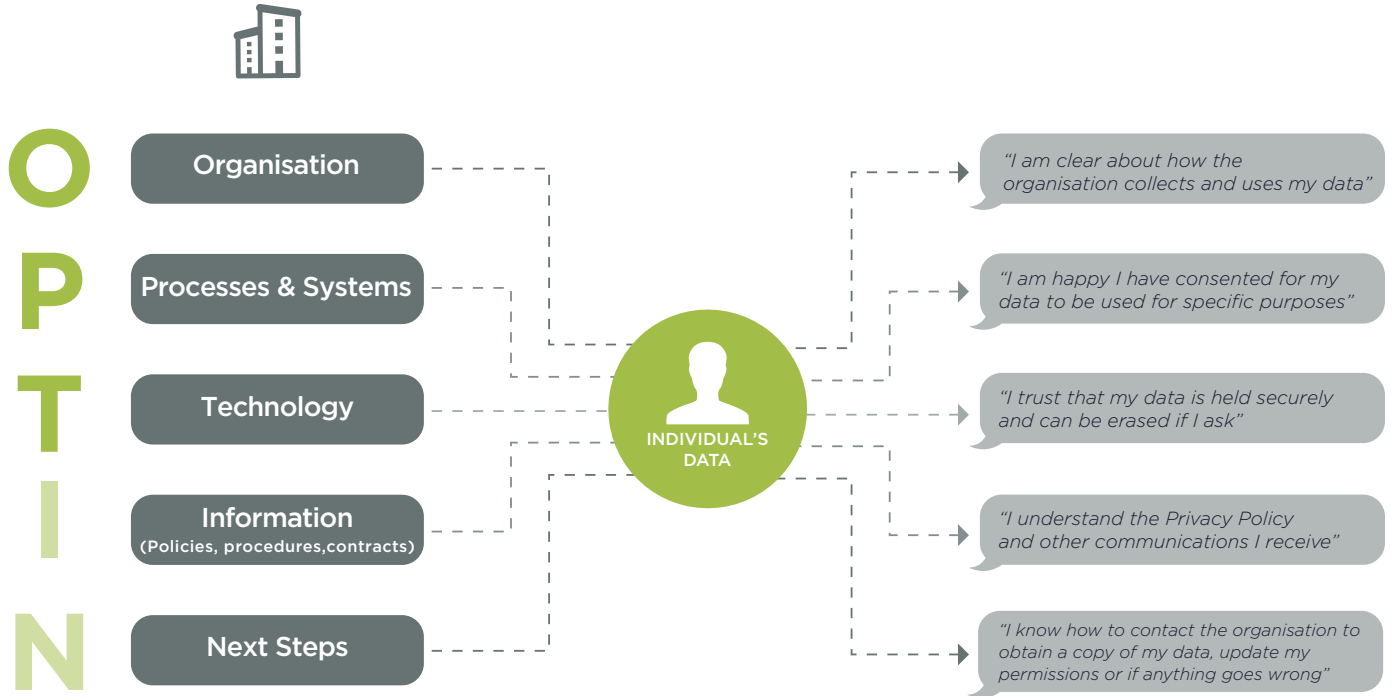 O
Organisation
“I am clear about how the
organisation collects and uses my data”
P
Processes & Systems
“I am happy I have consented for my
data to be used for specific purposes”
T
Technology
“I trust that my data is held securely
and can be erased if I ask”
INDIVIDUAL’S
DATA
I
Information
(Policies, procedures,contracts)
“I understand the Privacy Policy
and other communications I receive”
N
Next Steps
“I know how to contact the organisation to
obtain a copy of my data, update my
permissions or if anything goes wrong”